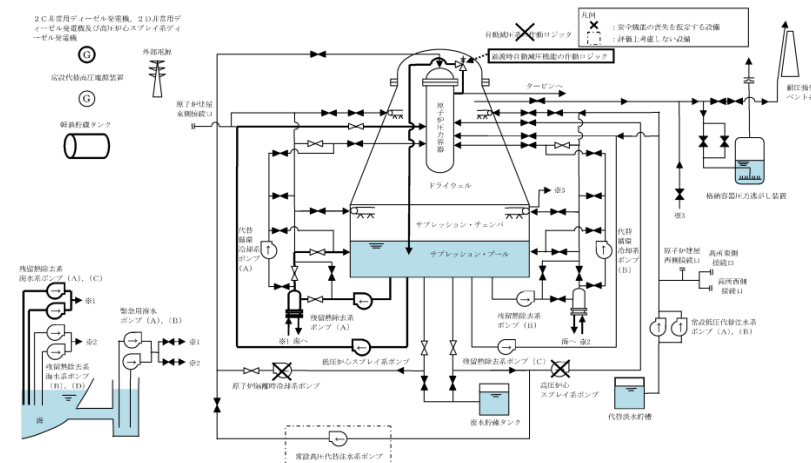 2C非常用ディーゼル発電機，2D非常用デ
ィーゼル発電機及び高圧炉心スプレイ系ディ
ーゼル発電機
G
外部電源
常設代替高圧電源装置
G
軽油貯蔵タンク
自動減圧系の作動ロジック
過渡時自動減圧機能の作動ロジック
凡例
：安全機能の喪失を仮定する設備
：評価上考慮しない設備
原子炉建屋
東側接続口
タービンへ
原子炉圧力容器
ドライウェル
※3
サプレッション・チェンバ
サプレッション・プール
代替
循環
冷却系
ポンプ
(A)
代替
循環
冷却系
ポンプ
(B)
格納容器圧力逃がし装置
※3
原子炉建屋
西側接続口
高所東側
接続口
高所西側
接続口
残留熱除去系
海水系ポンプ（A），（C）
※1
※2
残留熱除去系
海水系ポンプ
（B），（D）
海
緊急用海水
ポンプ（A），（B）
※1
※2
※1 海へ
残留熱除去系
ポンプ（A）
低圧炉心スプレイ系ポンプ
残留熱除去系
ポンプ（B）
海へ ※2
残留熱除去系ポンプ（C）
常設低圧代替注水系
ポンプ（A），（B）
原子炉隔離時冷却系ポンプ
高圧炉心
スプレイ系ポンプ
復水貯蔵タンク
代替淡水貯槽
常設高圧代替注水系ポンプ